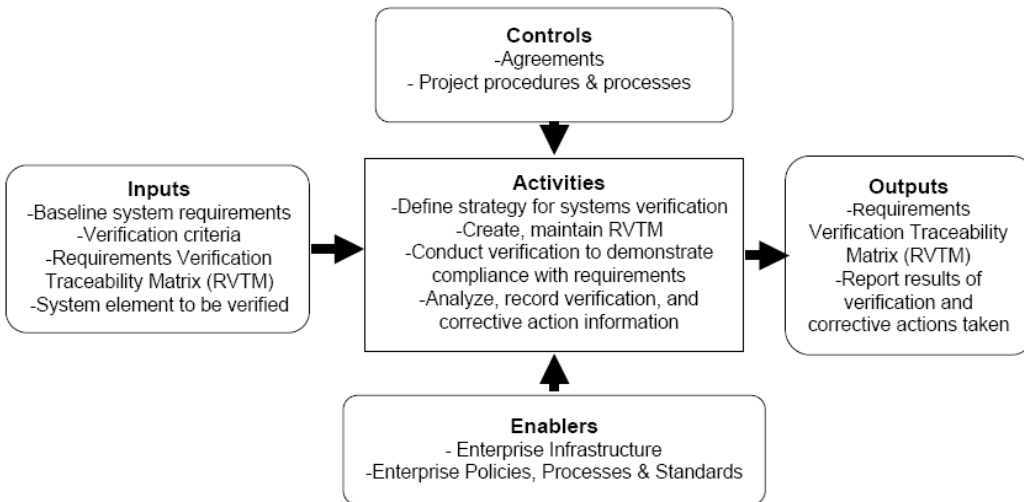 Controls
-Agreements
- Project procedures & processes
Inputs
-Baseline system requirements
-Verification criteria
-Requirements Verification
Traceability Matrix (RVTM)
-System element to be verified
Activities
-Define strategy for systems verification
-Create, maintain RVTM
-Conduct verification to demonstrate
compliance with requirements
-Analyze, record verification, and
corrective action information
Outputs
-Requirements
Verification Traceability
Matrix (RVTM)
-Report results of
verification and
corrective actions taken
Enablers
- Enterprise Infrastructure
-Enterprise Policies, Processes & Standards